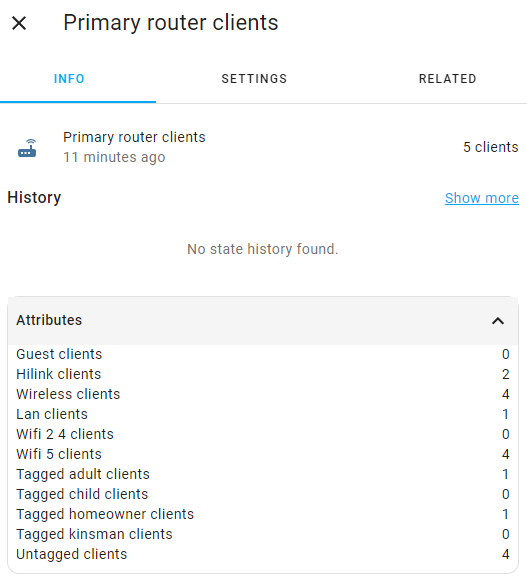 Primary router clients
INFO SETTINGS RELATED
Primary router clients
11 minutes ago
5 clients
History Show more
No state history found.
Attributes
Guest clients 0
Hilink clients 2
Wireless clients 4
Lan clients 1
Wifi 2 4 clients 0
Wifi 5 clients 4
Tagged adult clients 1
Tagged child clients 0
Tagged homeowner clients 1
Tagged kinsman clients 0
Untagged clients 4